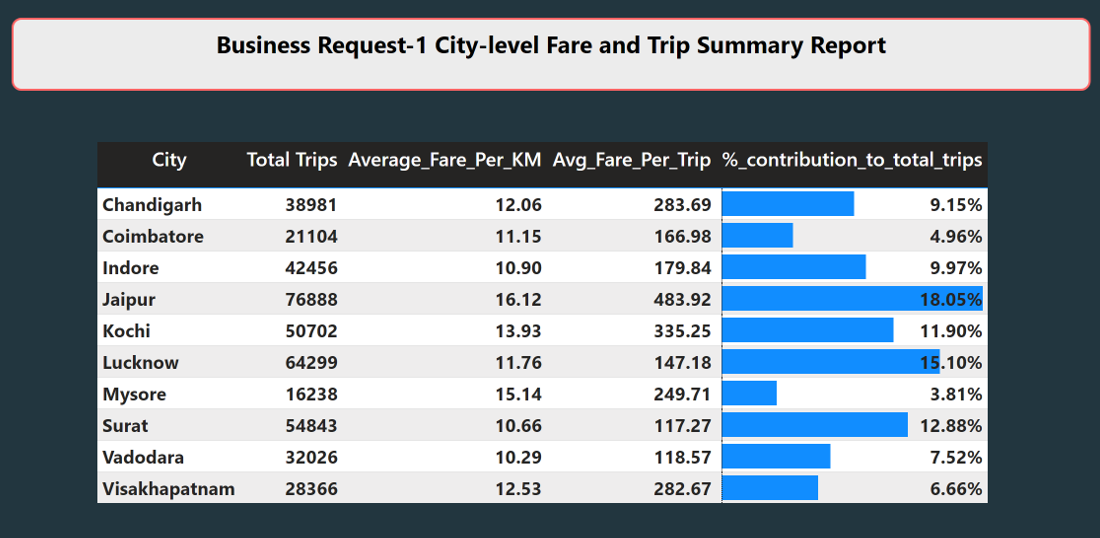 Business Request-1 City-level Fare and Trip Summary Report
City Total Trips Average_Fare_Per_KM Avg_Fare_Per_Trip %_contribution_to_total_trips
Chandigarh 38981 12.06 283.69 9.15%
Coimbatore 21104 11.15 166.98 4.96%
Indore 42456 10.90 179.84 9.97%
Jaipur 76888 16.12 483.92 18.05%
Kochi 50702 13.93 335.25 11.90%
Lucknow 64299 11.76 147.18 15.10%
Mysore 16238 15.14 249.71 3.81%
Surat 54843 10.66 117.27 12.88%
Vadodara 32026 10.29 118.57 7.52%
Visakhapatnam 28366 12.53 282.67 6.66%